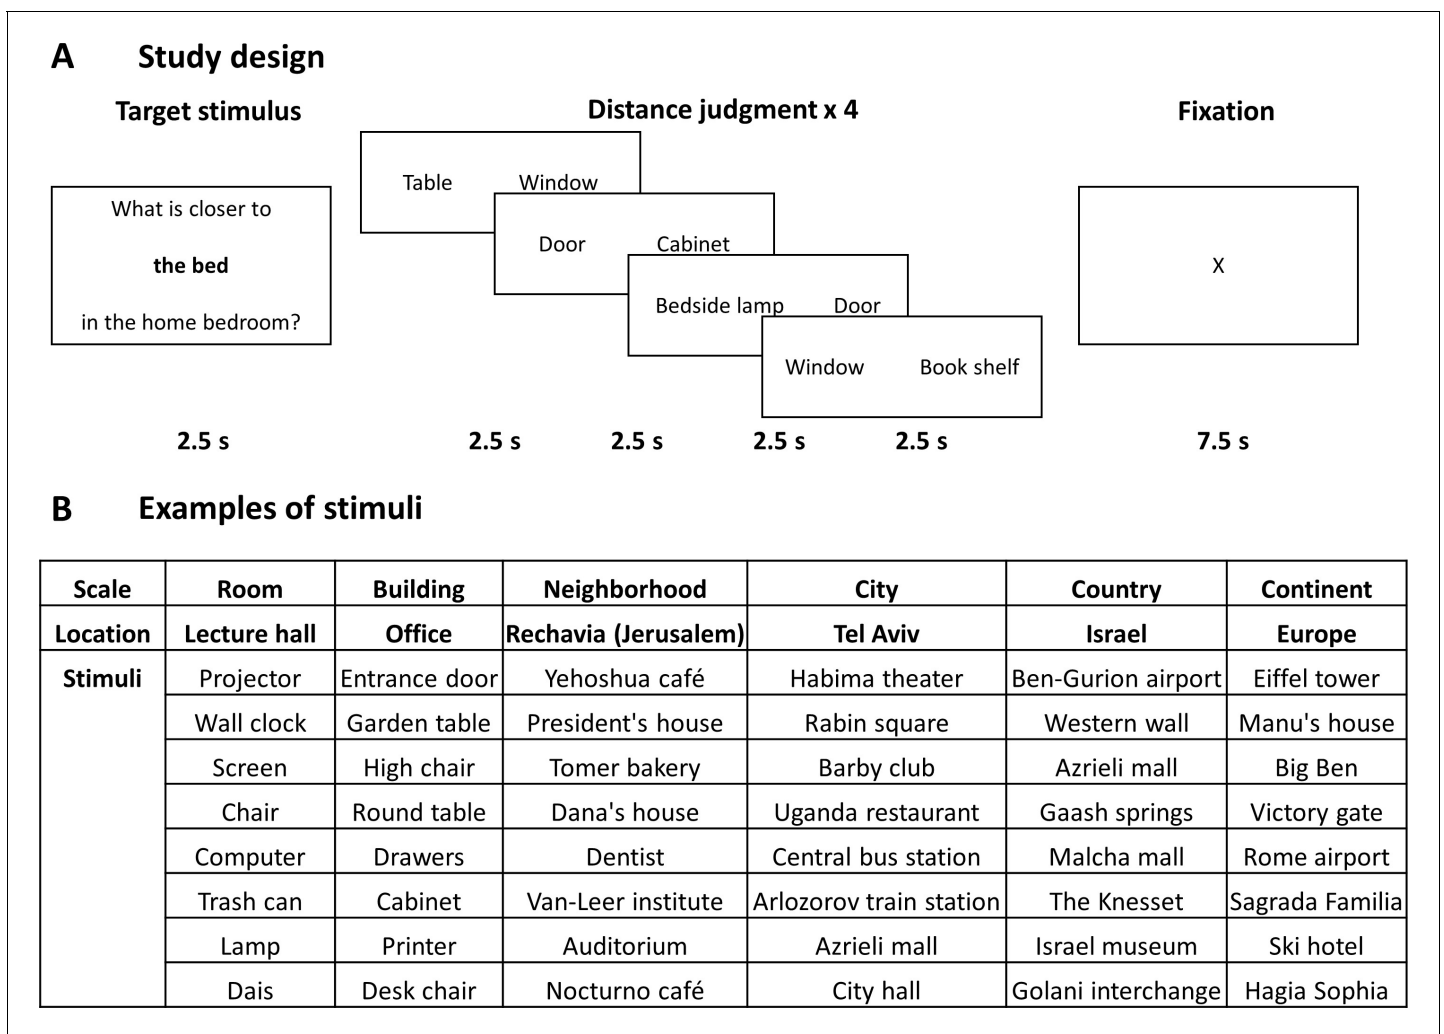 A Study design
Target stimulus Distance judgment x 4 Fixation
What is closer to
the bed
in the home bedroom?
Table Window
Door Cabinet
Bedside lamp Door
Window Book shelf
X
2.5 s 2.5 s 2.5 s 2.5 s 2.5 s 7.5 s
B Examples of stimuli
Scale Room Building Neighborhood City Country Continent
Location Lecture hall Office Rechavia (Jerusalem) Tel Aviv Israel Europe
Stimuli Projector Entrance door Yehoshua café Habima theater Ben-Gurion airport Eiffel tower
Wall clock Garden table President's house Rabin square Western wall Manu's house
Screen High chair Tomer bakery Barby club Azrieli mall Big Ben
Chair Round table Dana's house Uganda restaurant Gaash springs Victory gate
Computer Drawers Dentist Central bus station Malcha mall Rome airport
Trash can Cabinet Van-Leer institute Arlozorov train station The Knesset Sagrada Familia
Lamp Printer Auditorium Azrieli mall Israel museum Ski hotel
Dais Desk chair Nocturno café City hall Golani interchange Hagia Sophia